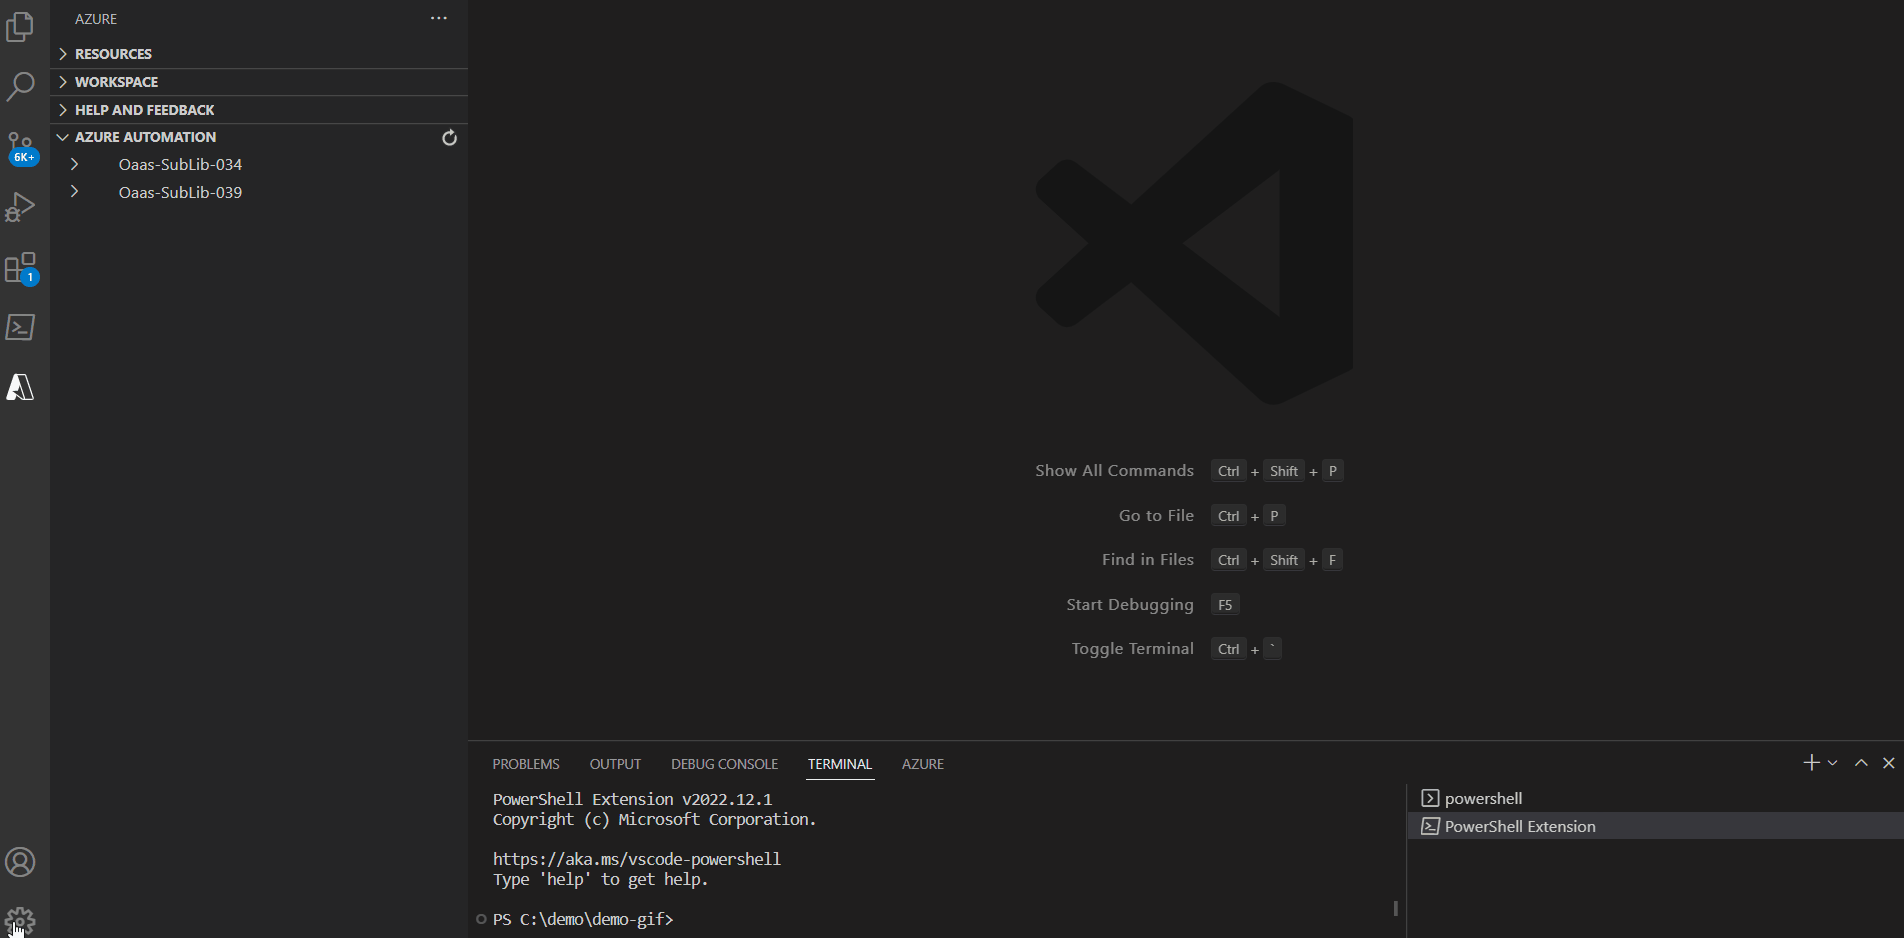 AZURE
RESOURCES
WORKSPACE
HELP AND FEEDBACK
AZURE AUTOMATION
Oaas-SubLib-034
Oaas-SubLib-039
6K+
1
Show All Commands Ctrl + Shift + P
Go to File Ctrl + P
Find in Files Ctrl + Shift + F
Start Debugging F5
Toggle Terminal Ctrl + `
PROBLEMS OUTPUT DEBUG CONSOLE TERMINAL AZURE
PowerShell Extension v2022.12.1
Copyright (c) Microsoft Corporation.
https://aka.ms/vscode-powershell
Type 'help' to get help.
PS C:\demo\demo-gif>
powershell
PowerShell Extension